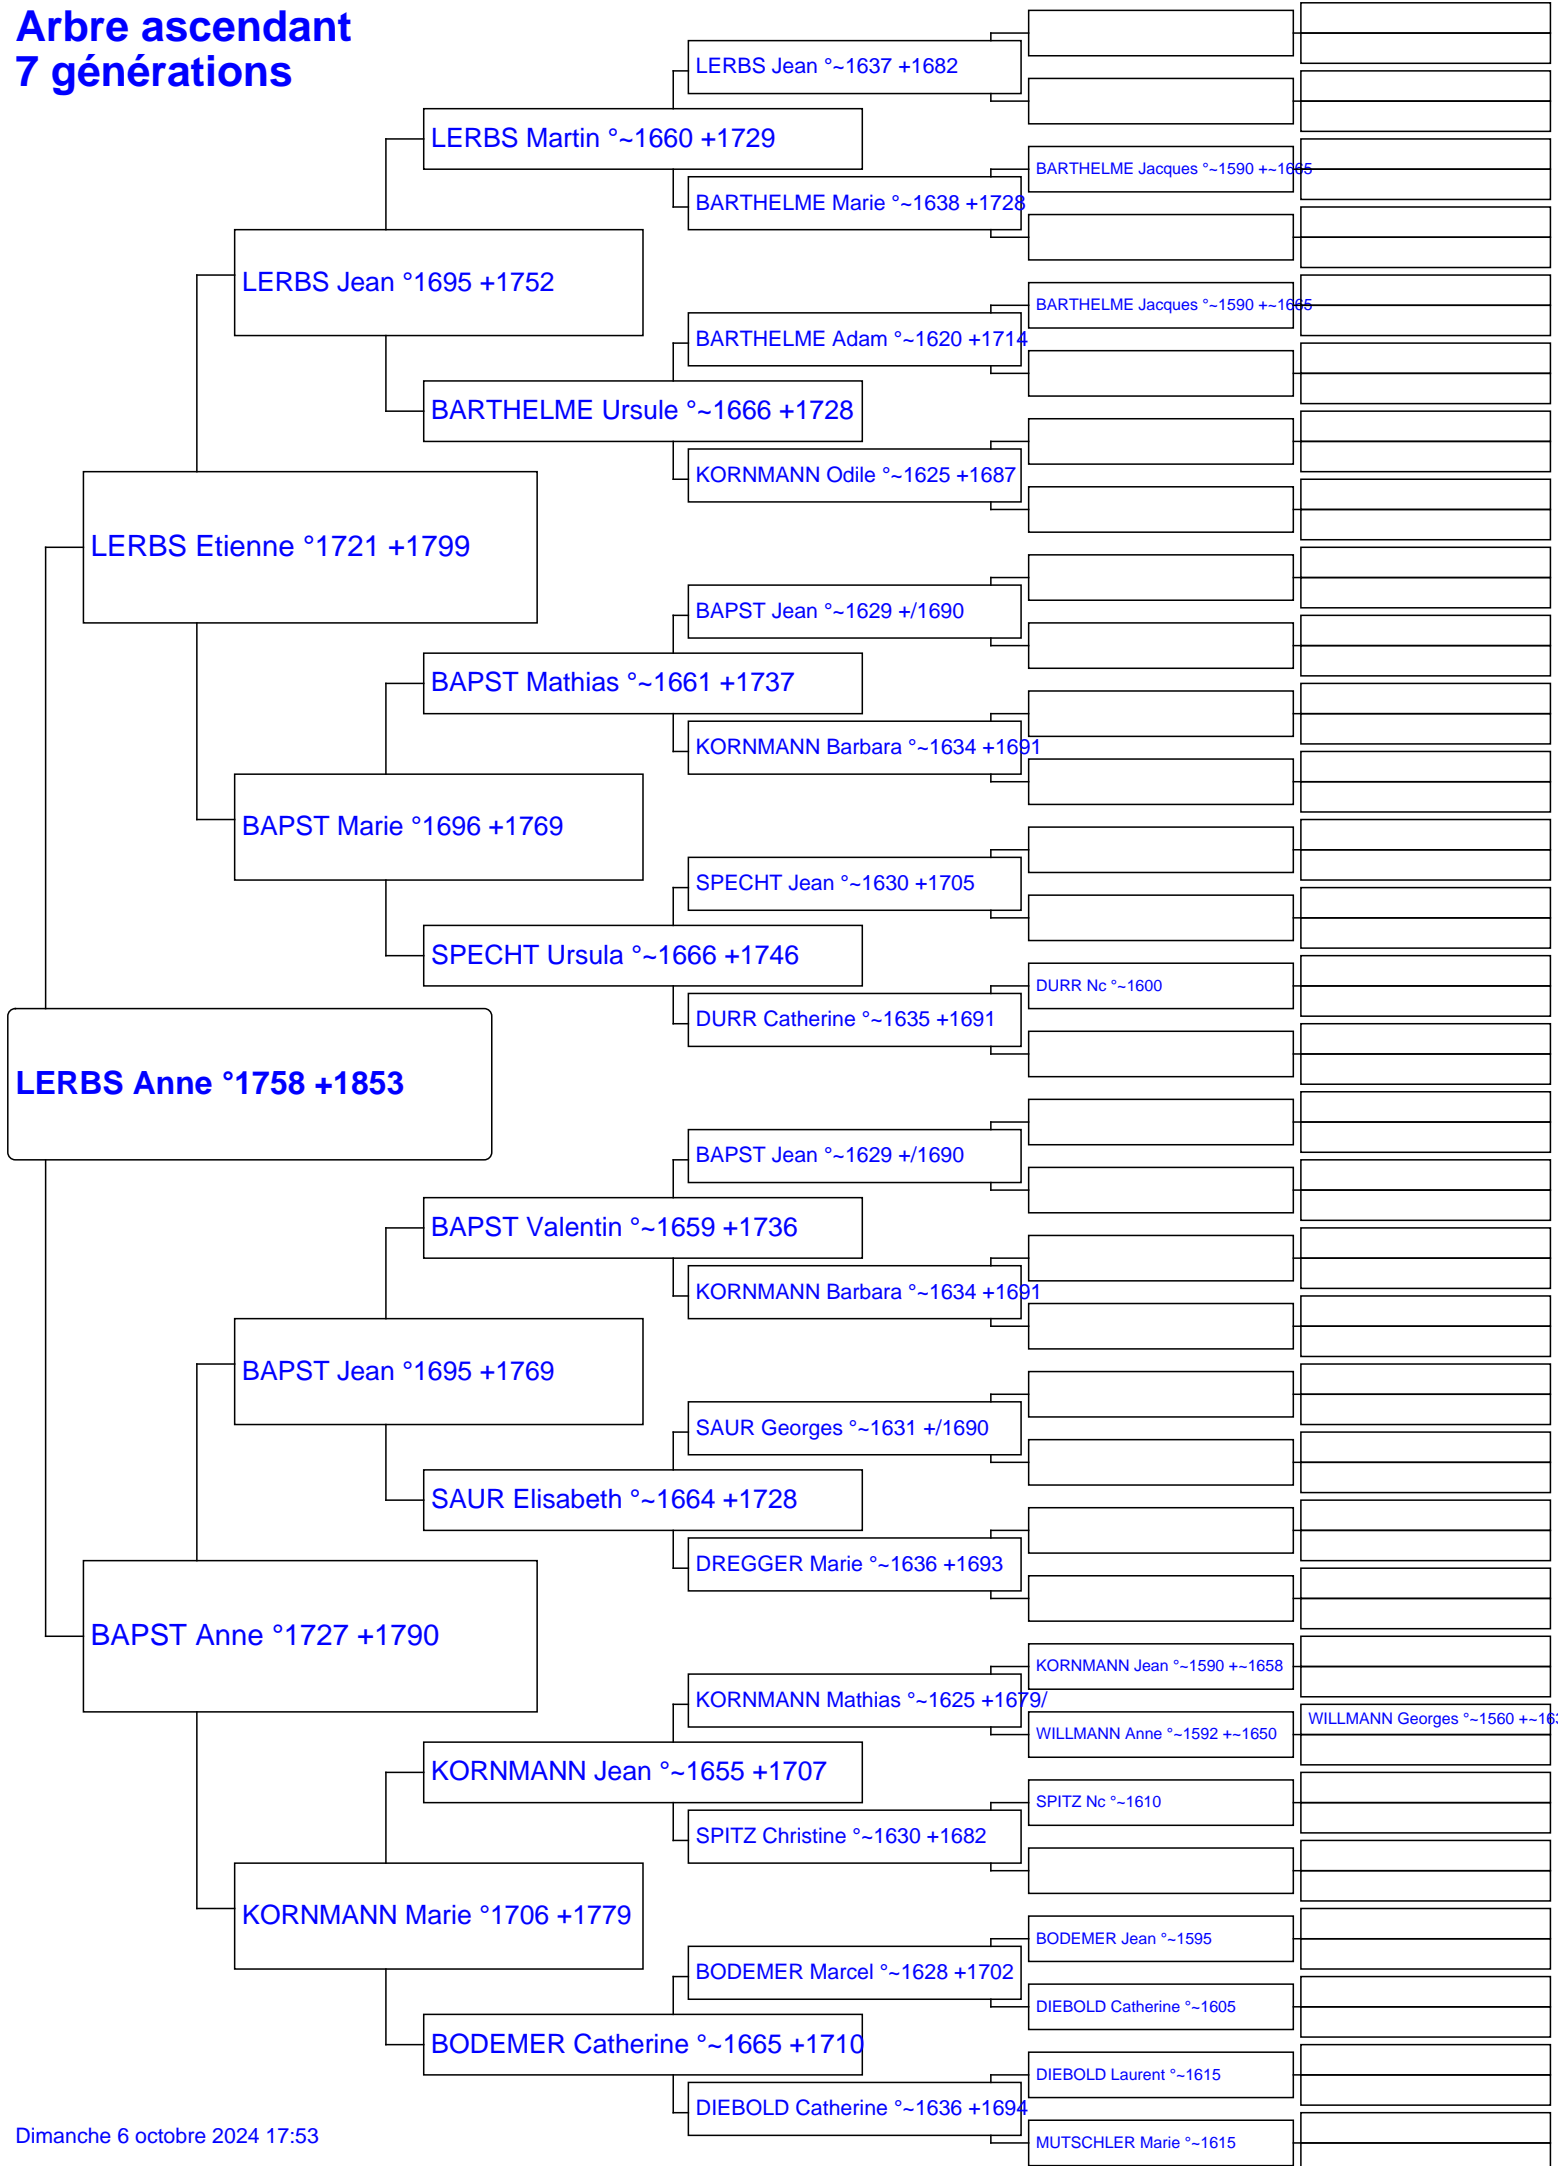 Arbre ascendant
7 générations
LERBS Jean °~1637 +1682
LERBS Martin °~1660 +1729
BARTHELME Jacques °~1590 +~1665
BARTHELME Marie °~1638 +1728
LERBS Jean °1695 +1752
BARTHELME Jacques °~1590 +~1665
BARTHELME Adam °~1620 +1714
BARTHELME Ursule °~1666 +1728
KORNMANN Odile °~1625 +1687
LERBS Etienne °1721 +1799
BAPST Jean °~1629 +/1690
BAPST Mathias °~1661 +1737
KORNMANN Barbara °~1634 +1691
BAPST Marie °1696 +1769
SPECHT Jean °~1630 +1705
SPECHT Ursula °~1666 +1746
DURR Nc °~1600
DURR Catherine °~1635 +1691
LERBS Anne °1758 +1853
BAPST Jean °~1629 +/1690
BAPST Valentin °~1659 +1736
KORNMANN Barbara °~1634 +1691
BAPST Jean °1695 +1769
SAUR Georges °~1631 +/1690
SAUR Elisabeth °~1664 +1728
DREGGER Marie °~1636 +1693
BAPST Anne °1727 +1790
KORNMANN Jean °~1590 +~1658
KORNMANN Mathias °~1625 +1679/
WILLMANN Georges °~1560 +~163
WILLMANN Anne °~1592 +~1650
KORNMANN Jean °~1655 +1707
SPITZ Nc °~1610
SPITZ Christine °~1630 +1682
KORNMANN Marie °1706 +1779
BODEMER Jean °~1595
BODEMER Marcel °~1628 +1702
DIEBOLD Catherine °~1605
BODEMER Catherine °~1665 +1710
DIEBOLD Laurent °~1615
DIEBOLD Catherine °~1636 +1694
MUTSCHLER Marie °~1615
Dimanche 6 octobre 2024 17:53